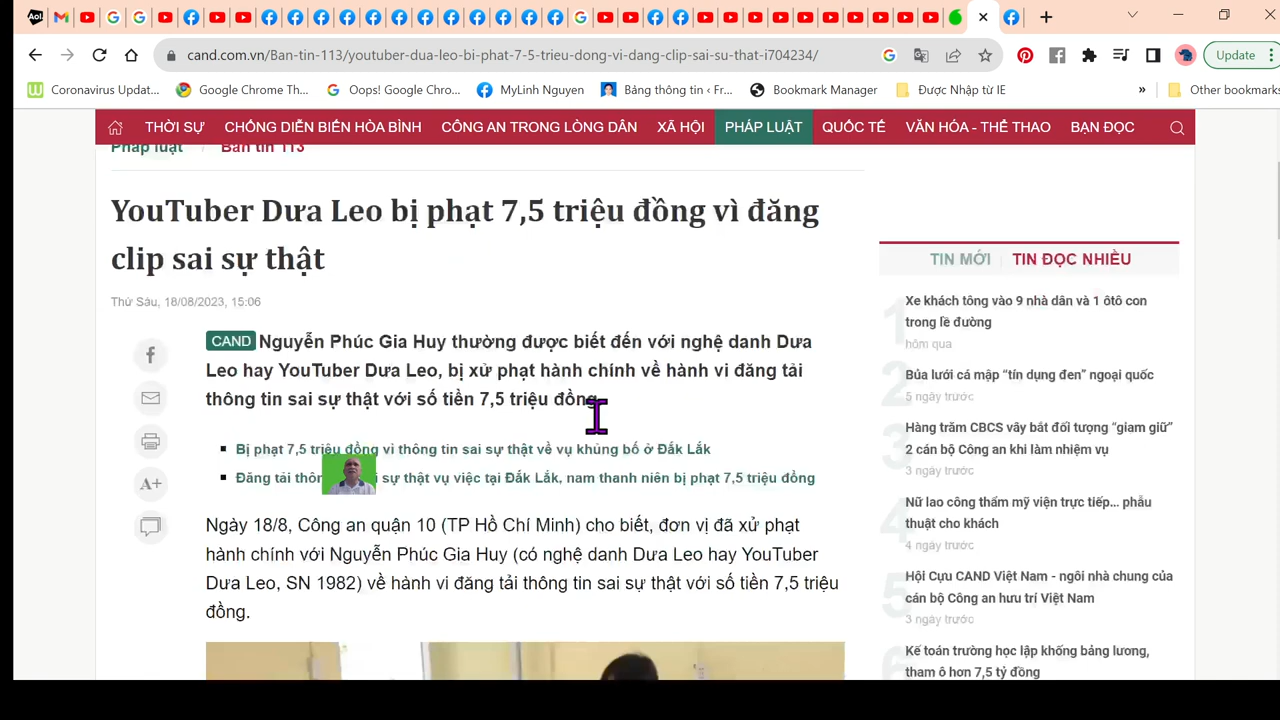 Aol
cand.com.vn/Ban-tin-113/youtuber-dua-leo-bi-phat-7-5-trieu-dong-vi-dang-clip-sai-su-that-i704234/
Update
Coronavirus Updat...
Google Chrome Th...
Oops! Google Chro...
MyLinh Nguyen
Bảng thông tin ‹ Fr...
Bookmark Manager
Được Nhập từ IE
»
Other bookmarks
THỜI SỰ
CHỐNG DIỄN BIẾN HÒA BÌNH
CÔNG AN TRONG LÒNG DÂN
XÃ HỘI
PHÁP LUẬT
QUỐC TẾ
VĂN HÓA - THỂ THAO
BẠN ĐỌC
Pháp luật
Bản tin 113
YouTuber Dưa Leo bị phạt 7,5 triệu đồng vì đăng
clip sai sự thật
Thứ Sáu, 18/08/2023, 15:06
CAND Nguyễn Phúc Gia Huy thường được biết đến với nghệ danh Dưa
Leo hay YouTuber Dưa Leo, bị xử phạt hành chính về hành vi đăng tải
thông tin sai sự thật với số tiền 7,5 triệu đồng
Bị phạt 7,5 triệu đồng vì thông tin sai sự thật về vụ khủng bố ở Đắk Lắk
Đăng tải thôn sự thật vụ việc tại Đắk Lắk, nam thanh niên bị phạt 7,5 triệu đồng
A+
Ngày 18/8, Công an quận 10 (TP Hồ Chí Minh) cho biết, đơn vị đã xử phạt
hành chính với Nguyễn Phúc Gia Huy (có nghệ danh Dưa Leo hay YouTuber
Dưa Leo, SN 1982) về hành vi đăng tải thông tin sai sự thật với số tiền 7,5 triệu
đồng.
TIN MỚI
TIN ĐỌC NHIỀU
1
Xe khách tông vào 9 nhà dân và 1 ôtô con
trong lề đường
hôm qua
2
Búa lưới cá mập “tín dụng đen” ngoại quốc
5 ngày trước
3
Hàng trăm CBCS vây bắt đối tượng “giam giữ”
2 cán bộ Công an khi làm nhiệm vụ
3 ngày trước
4
Nữ lao công thẩm mỹ viện trực tiếp... phẫu
thuật cho khách
4 ngày trước
5
Hội Cựu CAND Việt Nam - ngôi nhà chung của
cán bộ Công an hưu trí Việt Nam
3 ngày trước
6
Kế toán trường học lập khống bảng lương,
tham ô hơn 7,5 tỷ đồng